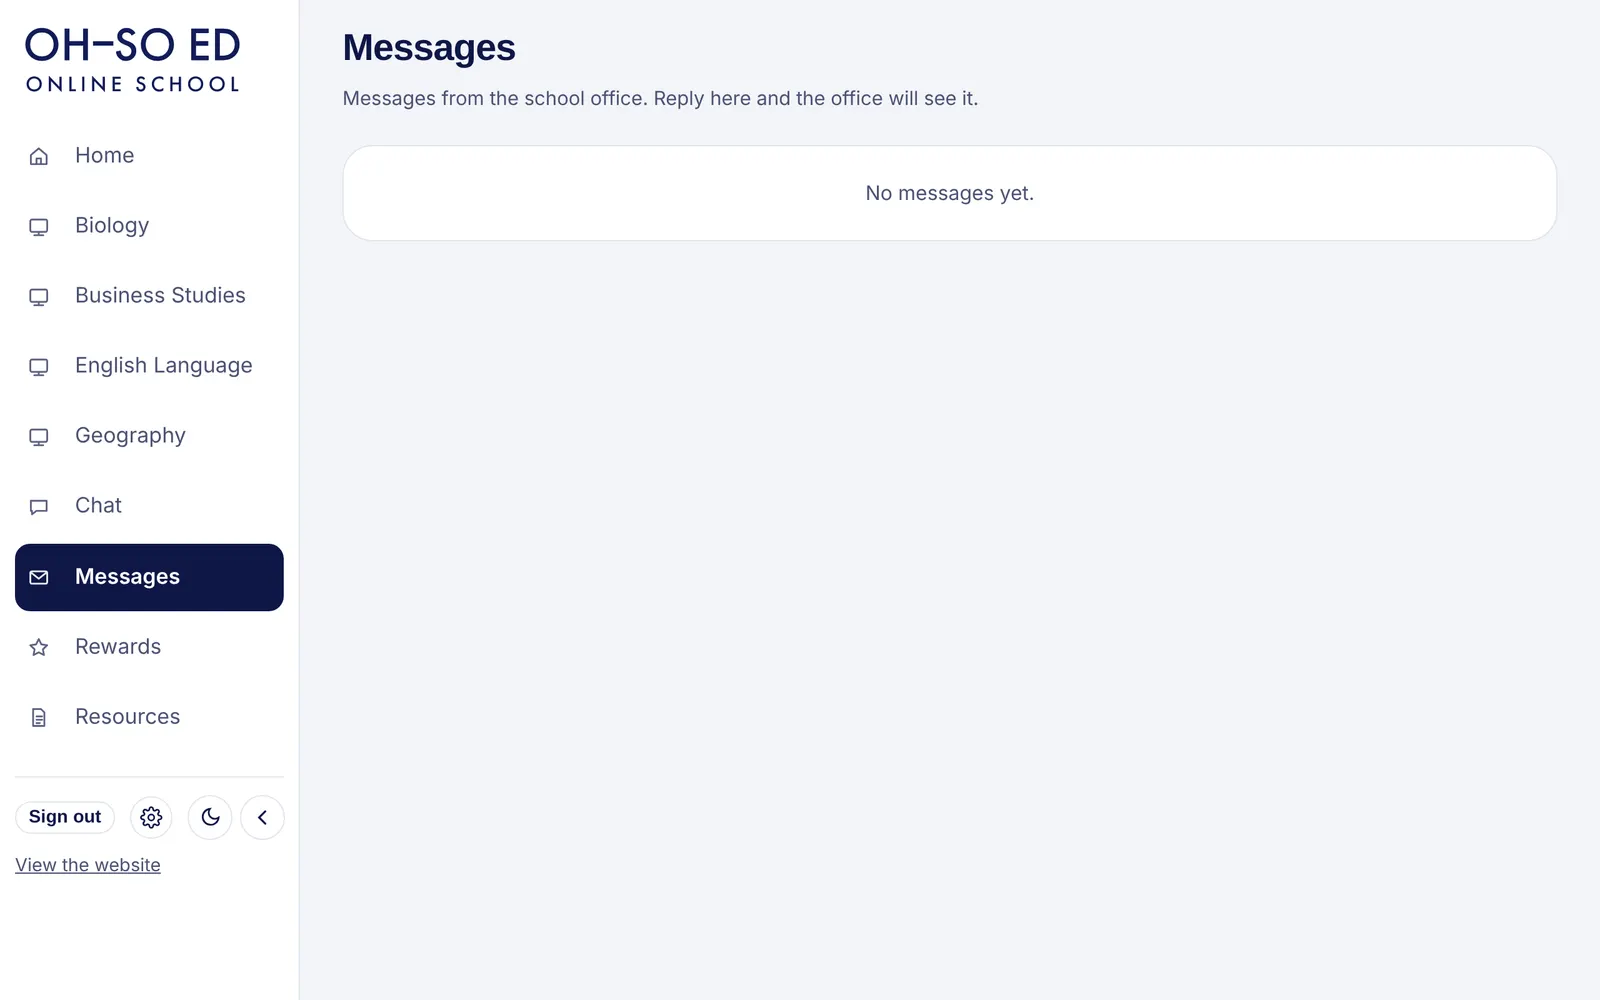 OH-SO ED
ONLINE SCHOOL
Home
Biology
Business Studies
English Language
Geography
Chat
Messages
Rewards
Resources
Sign out
View the website
Messages
Messages from the school office. Reply here and the office will see it.
No messages yet.